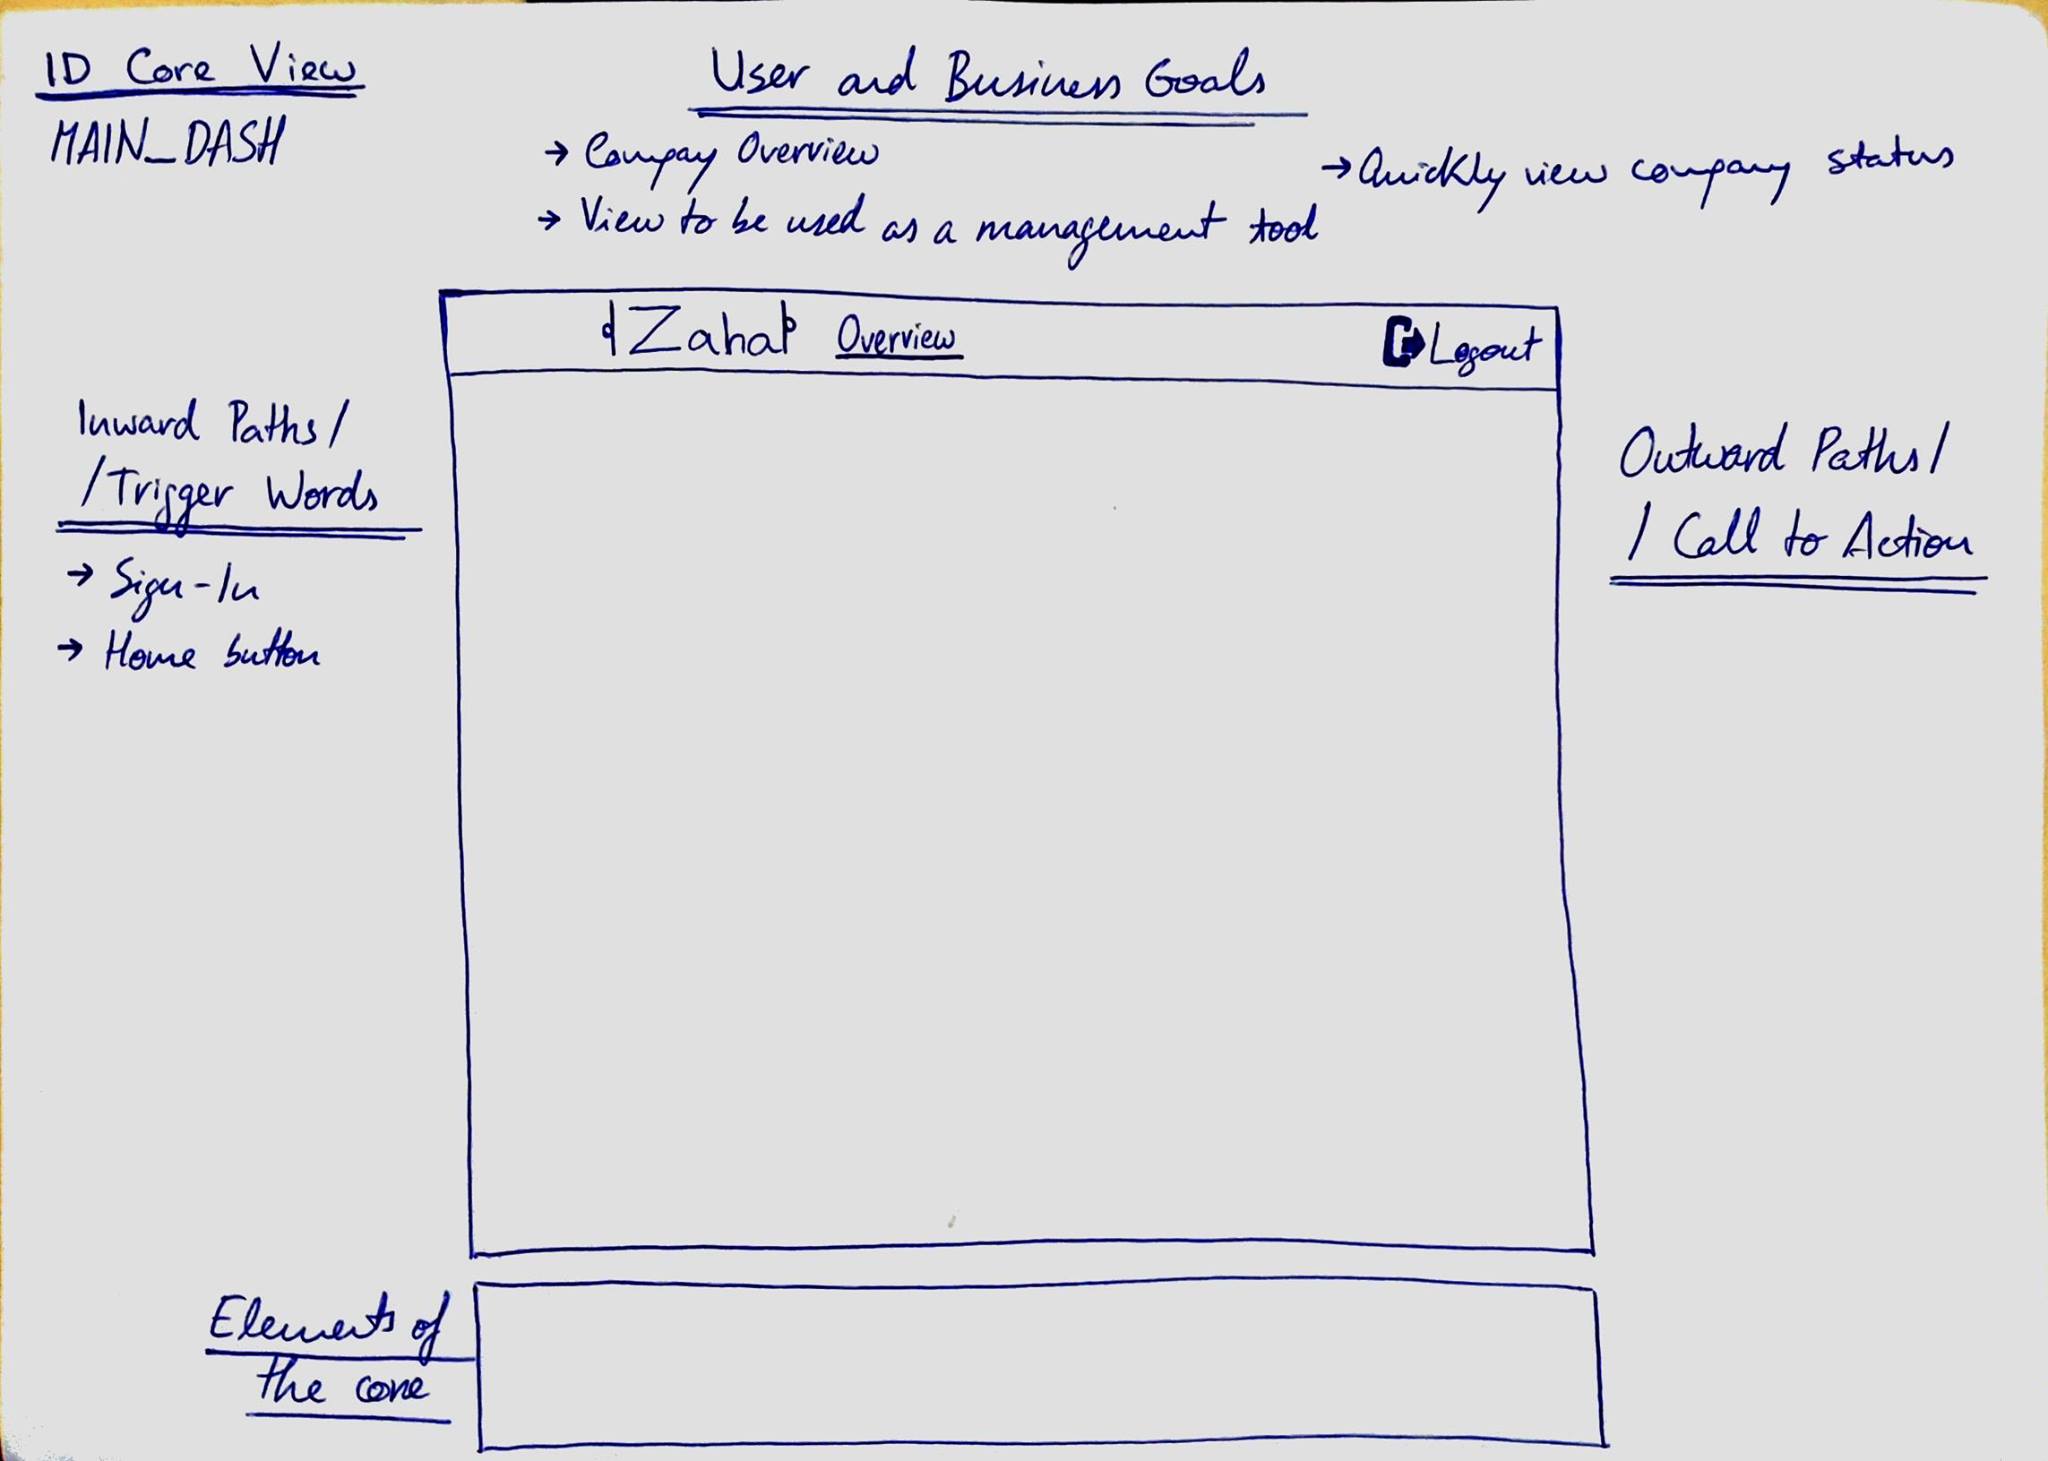 ID Core View
MAIN_DASH
User and Business Goals
→ Compay Overview
→ View to be used as a management tool
→ Quickly view company status
Zaha Overview
Logout
Inward Paths/
/Trigger Words
→ Sign-In
→ Home button
Outward Paths/
/ Call to Action
Elements of
the core